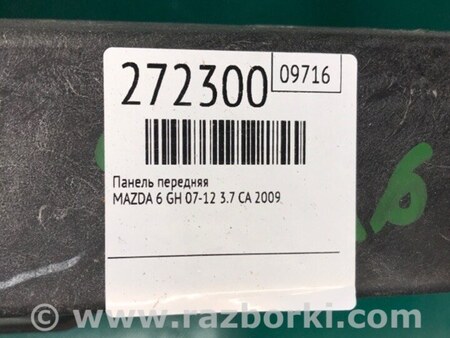 272300
09716
Панель передняя
MAZDA 6 GH 07-12 3.7 CA 2009
www.razborki.com